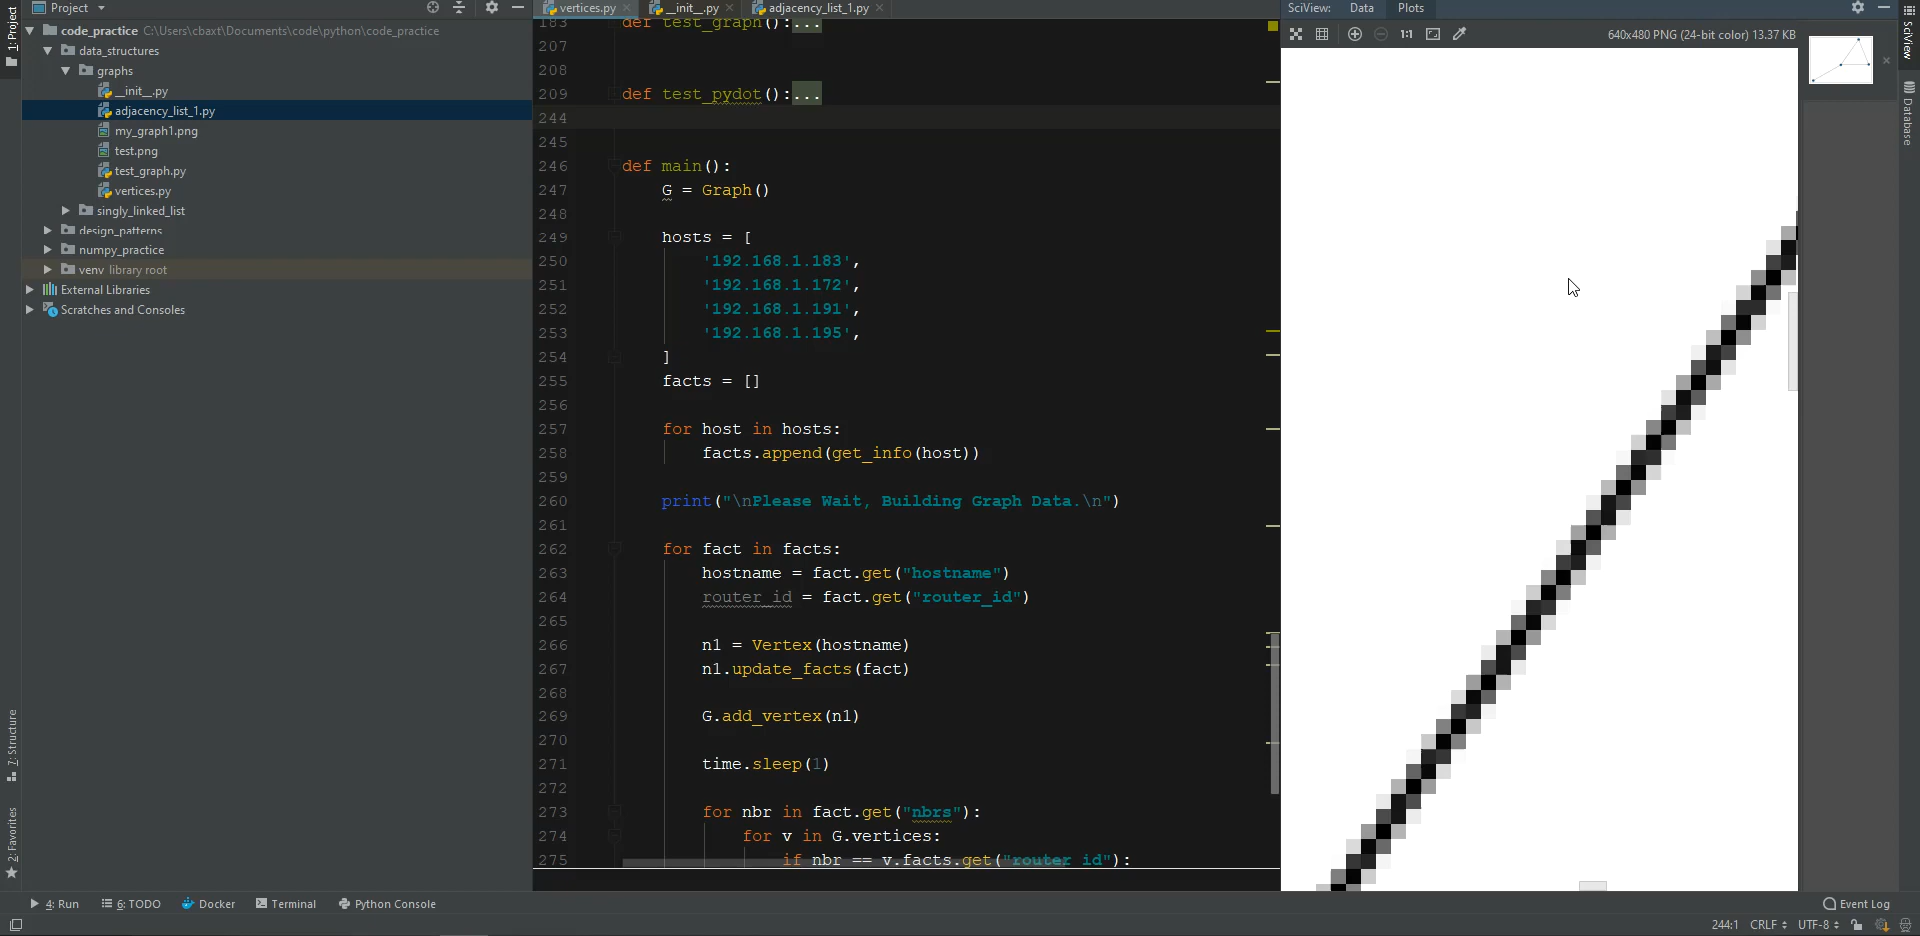 Project
vertices.py
__init__.py
adjacency_list_1.py
SciView:
Data
Plots
1: Project
code_practice C:\Users\cbaxt\Documents\code\python\code_practice
data_structures
graphs
__init__.py
adjacency_list_1.py
my_graph1.png
test.png
test_graph.py
vertices.py
singly_linked_list
design_patterns
numpy_practice
venv library root
External Libraries
Scratches and Consoles
7: Structure
2: Favorites
183 def test_graph():...
207
208
209 def test_pydot():...
244
245
246 def main():
247 G = Graph()
248
249 hosts = [
250 '192.168.1.183',
251 '192.168.1.172',
252 '192.168.1.191',
253 '192.168.1.195',
254 ]
255 facts = []
256
257 for host in hosts:
258 facts.append(get_info(host))
259
260 print("\nPlease Wait, Building Graph Data.\n")
261
262 for fact in facts:
263 hostname = fact.get("hostname")
264 router_id = fact.get("router_id")
265
266 n1 = Vertex(hostname)
267 n1.update_facts(fact)
268
269 G.add_vertex(n1)
270
271 time.sleep(1)
272
273 for nbr in fact.get("nbrs"):
274 for v in G.vertices:
275 if nbr == v.facts.get("router_id"):
1:1
640x480 PNG (24-bit color) 13.37 KB
SciView
Database
4: Run
6: TODO
Docker
Terminal
Python Console
Event Log
244:1 CRLF UTF-8